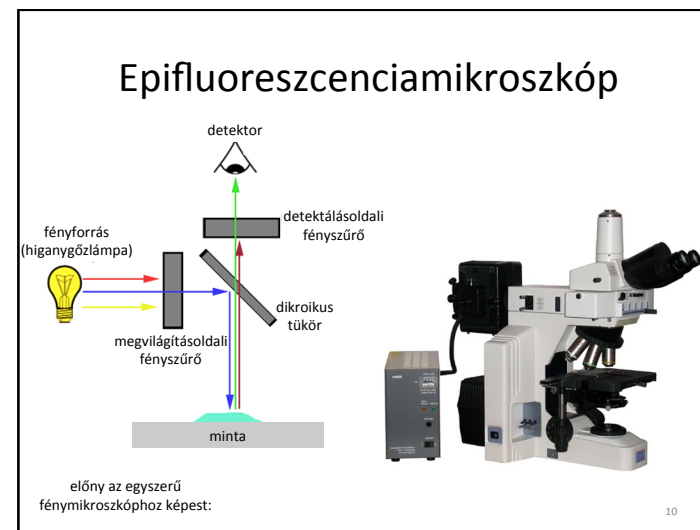 Epifluoreszcenciamikroszkóp
detektor
detektálásoldali
fényszűrő
fényforrás
(higanygőzlámpa)
dikroikus
tükör
megvilágításoldali
fényszűrő
minta
előny az egyszerű
fénymikroszkóphoz képest:
10